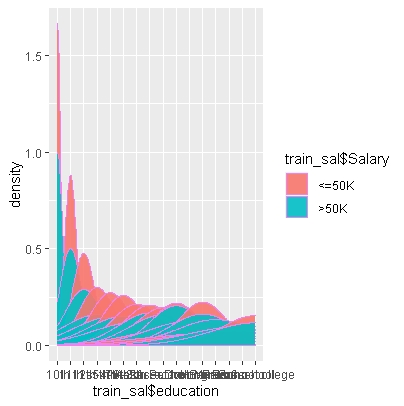 1.5
1.0
0.5
0.0
density
train_sal$education
train_sal$Salary
<=50K
>50K